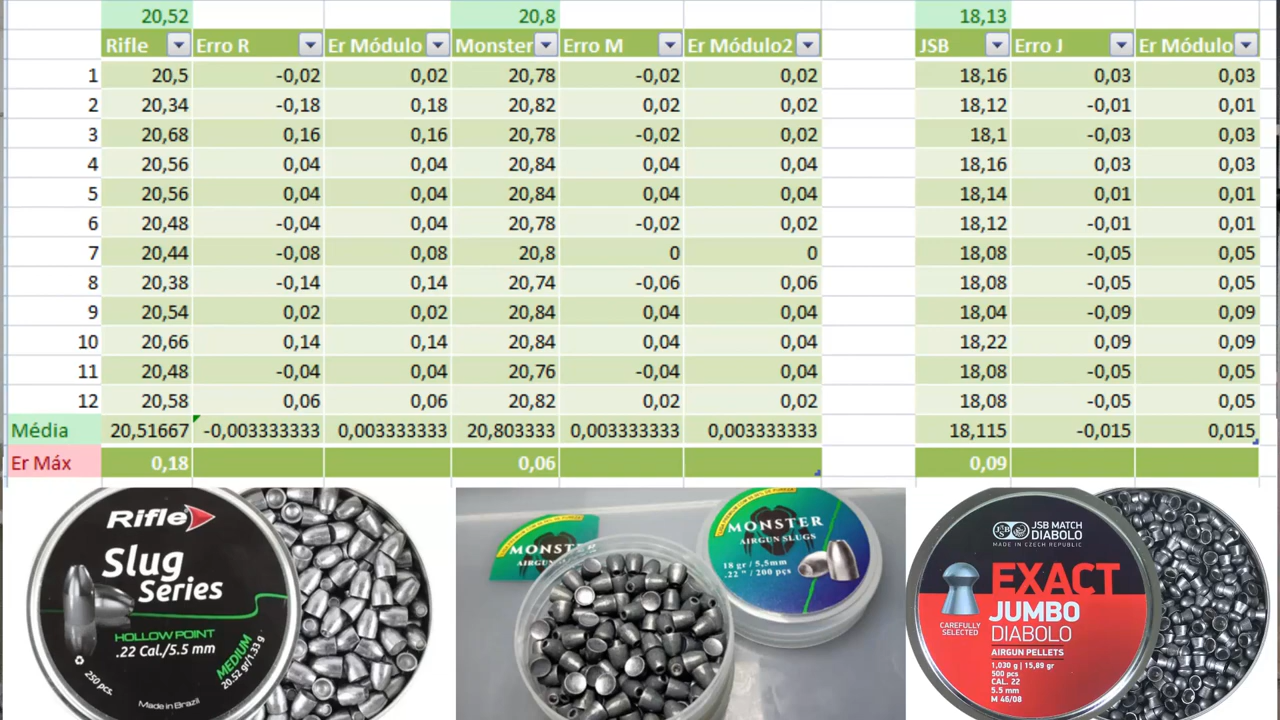 20,52 20,8 18,13
Rifle Erro R Er Módulo Monster Erro M Er Módulo2 JSB Erro J Er Módulo
1 20,5 -0,02 0,02 20,78 -0,02 0,02 18,16 0,03 0,03
2 20,34 -0,18 0,18 20,82 0,02 0,02 18,12 -0,01 0,01
3 20,68 0,16 0,16 20,78 -0,02 0,02 18,1 -0,03 0,03
4 20,56 0,04 0,04 20,84 0,04 0,04 18,16 0,03 0,03
5 20,56 0,04 0,04 20,84 0,04 0,04 18,14 0,01 0,01
6 20,48 -0,04 0,04 20,78 -0,02 0,02 18,12 -0,01 0,01
7 20,44 -0,08 0,08 20,8 0 0 18,08 -0,05 0,05
8 20,38 -0,14 0,14 20,74 -0,06 0,06 18,08 -0,05 0,05
9 20,54 0,02 0,02 20,84 0,04 0,04 18,04 -0,09 0,09
10 20,66 0,14 0,14 20,84 0,04 0,04 18,22 0,09 0,09
11 20,48 -0,04 0,04 20,76 -0,04 0,04 18,08 -0,05 0,05
12 20,58 0,06 0,06 20,82 0,02 0,02 18,08 -0,05 0,05
Média 20,51667 -0,003333333 0,003333333 20,803333 0,003333333 0,003333333 18,115 -0,015 0,015
Er Máx 0,18 0,06 0,09
Rifle
Slug
Series
HOLLOW POINT
.22 Cal./5.5 mm
MEDIUM
20.52 gr/1.33 g
250 pcs.
Made in Brazil
MONSTER
MONSTER
AIRGUN SLUGS
18 gr / 5,5mm
.22" / 200 pçs
JSB MATCH
DIABOLO
MADE IN CZECH REPUBLIC
EXACT
JUMBO
DIABOLO
CAREFULLY
SELECTED
AIRGUN PELLETS
1,030 g | 15,89 gr
500 pcs
CAL. 22
5.5 mm
M 46/08